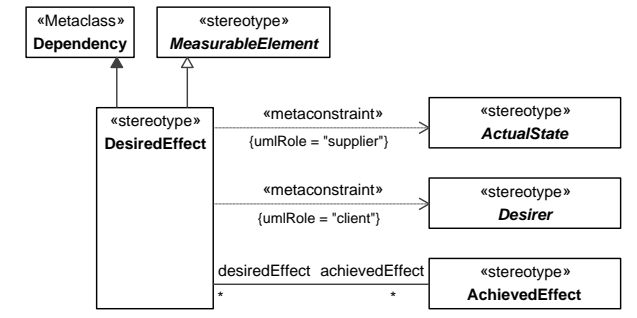 «Metaclass»
Dependency
«stereotype»
MeasurableElement
«stereotype»
DesiredEffect
«metaconstraint»
{umlRole = "supplier"}
«stereotype»
ActualState
«metaconstraint»
{umlRole = "client"}
«stereotype»
Desirer
desiredEffect achievedEffect
* *
«stereotype»
AchievedEffect